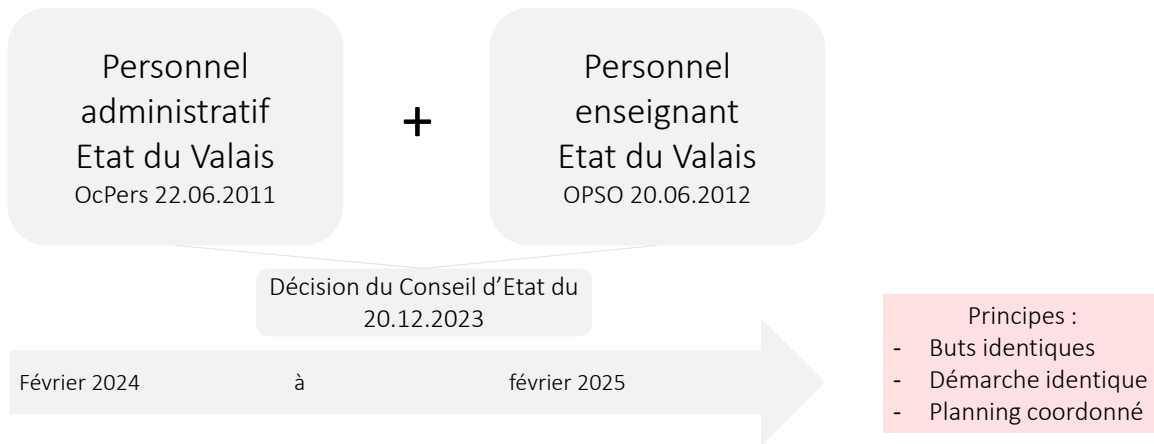 Personnel
administratif
Etat du Valais
OcPers 22.06.2011
+
Personnel
enseignant
Etat du Valais
OPSO 20.06.2012
Décision du Conseil d'Etat du
20.12.2023
Février 2024 à février 2025
Principes :
- Buts identiques
- Démarche identique
- Planning coordonné